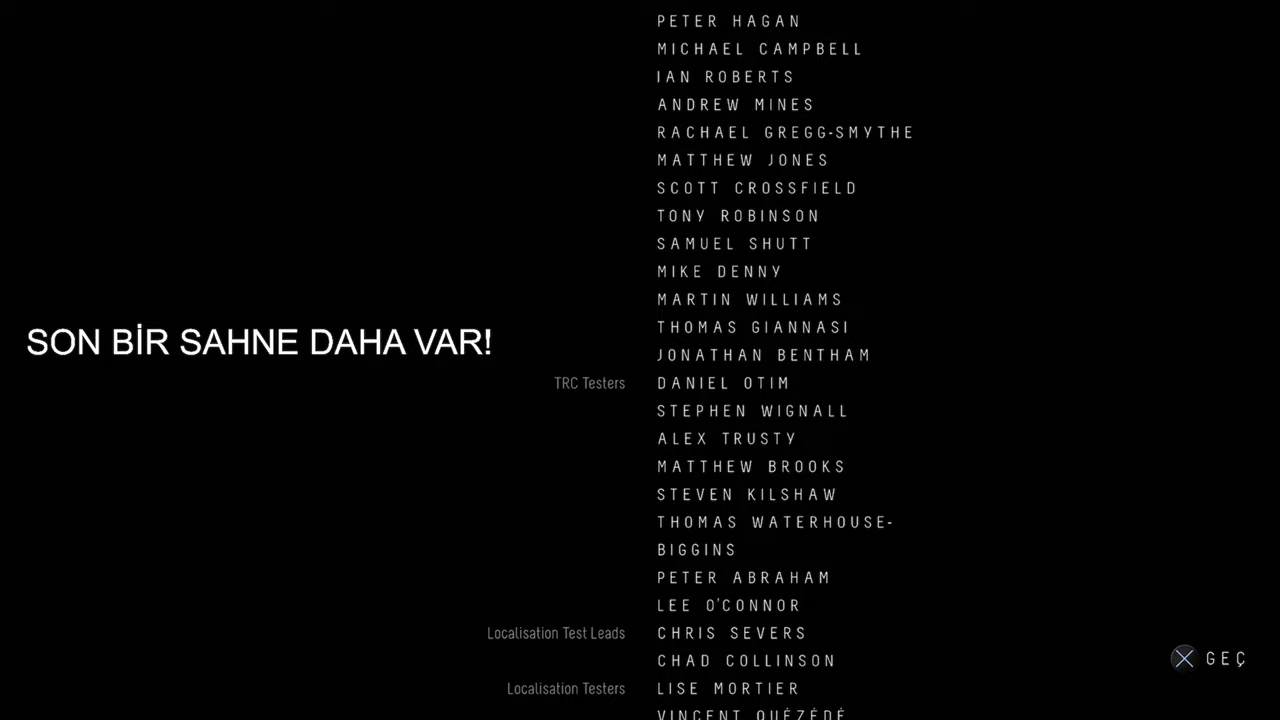 PETER HAGAN
MICHAEL CAMPBELL
IAN ROBERTS
ANDREW MINES
RACHAEL GREGG-SMYTHE
MATTHEW JONES
SCOTT CROSSFIELD
TONY ROBINSON
SAMUEL SHUTT
MIKE DENNY
MARTIN WILLIAMS
THOMAS GIANNASI
SON BİR SAHNE DAHA VAR!
JONATHAN BENTHAM
TRC Testers DANIEL OTIM
STEPHEN WIGNALL
ALEX TRUSTY
MATTHEW BROOKS
STEVEN KILSHAW
THOMAS WATERHOUSE-
BIGGINS
PETER ABRAHAM
LEE O'CONNOR
Localisation Test Leads CHRIS SEVERS
CHAD COLLINSON
GEÇ
Localisation Testers LISE MORTIER
VINCENT QUÉZÉDÉ